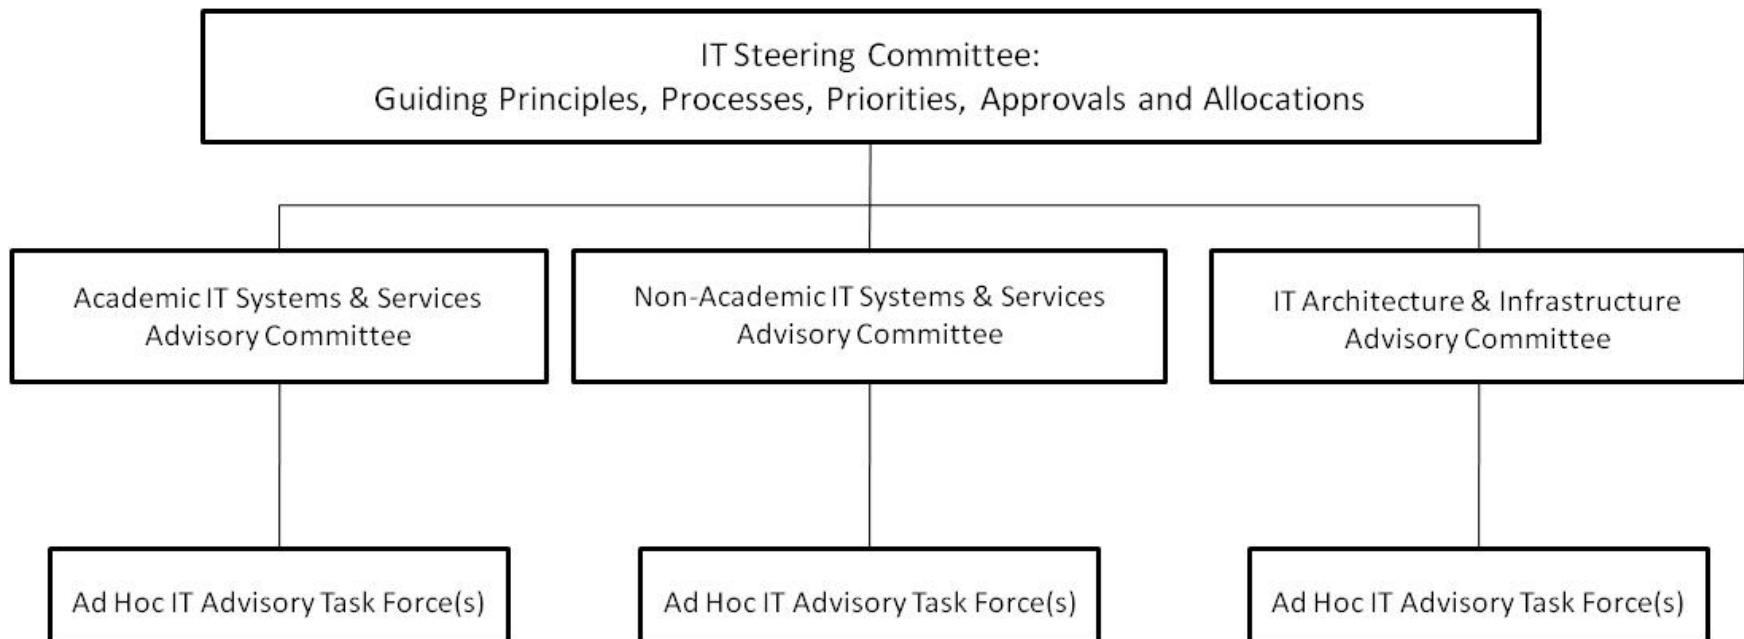 IT Steering Committee:
Guiding Principles, Processes, Priorities, Approvals and Allocations
Academic IT Systems & Services
Advisory Committee
Non-Academic IT Systems & Services
Advisory Committee
IT Architecture & Infrastructure
Advisory Committee
Ad Hoc IT Advisory Task Force(s)
Ad Hoc IT Advisory Task Force(s)
Ad Hoc IT Advisory Task Force(s)